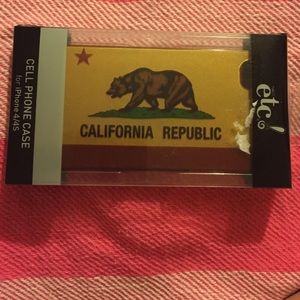 CELL PHONE CASE
for iPhone 4/4S
CALIFORNIA REPUBLIC
etc!